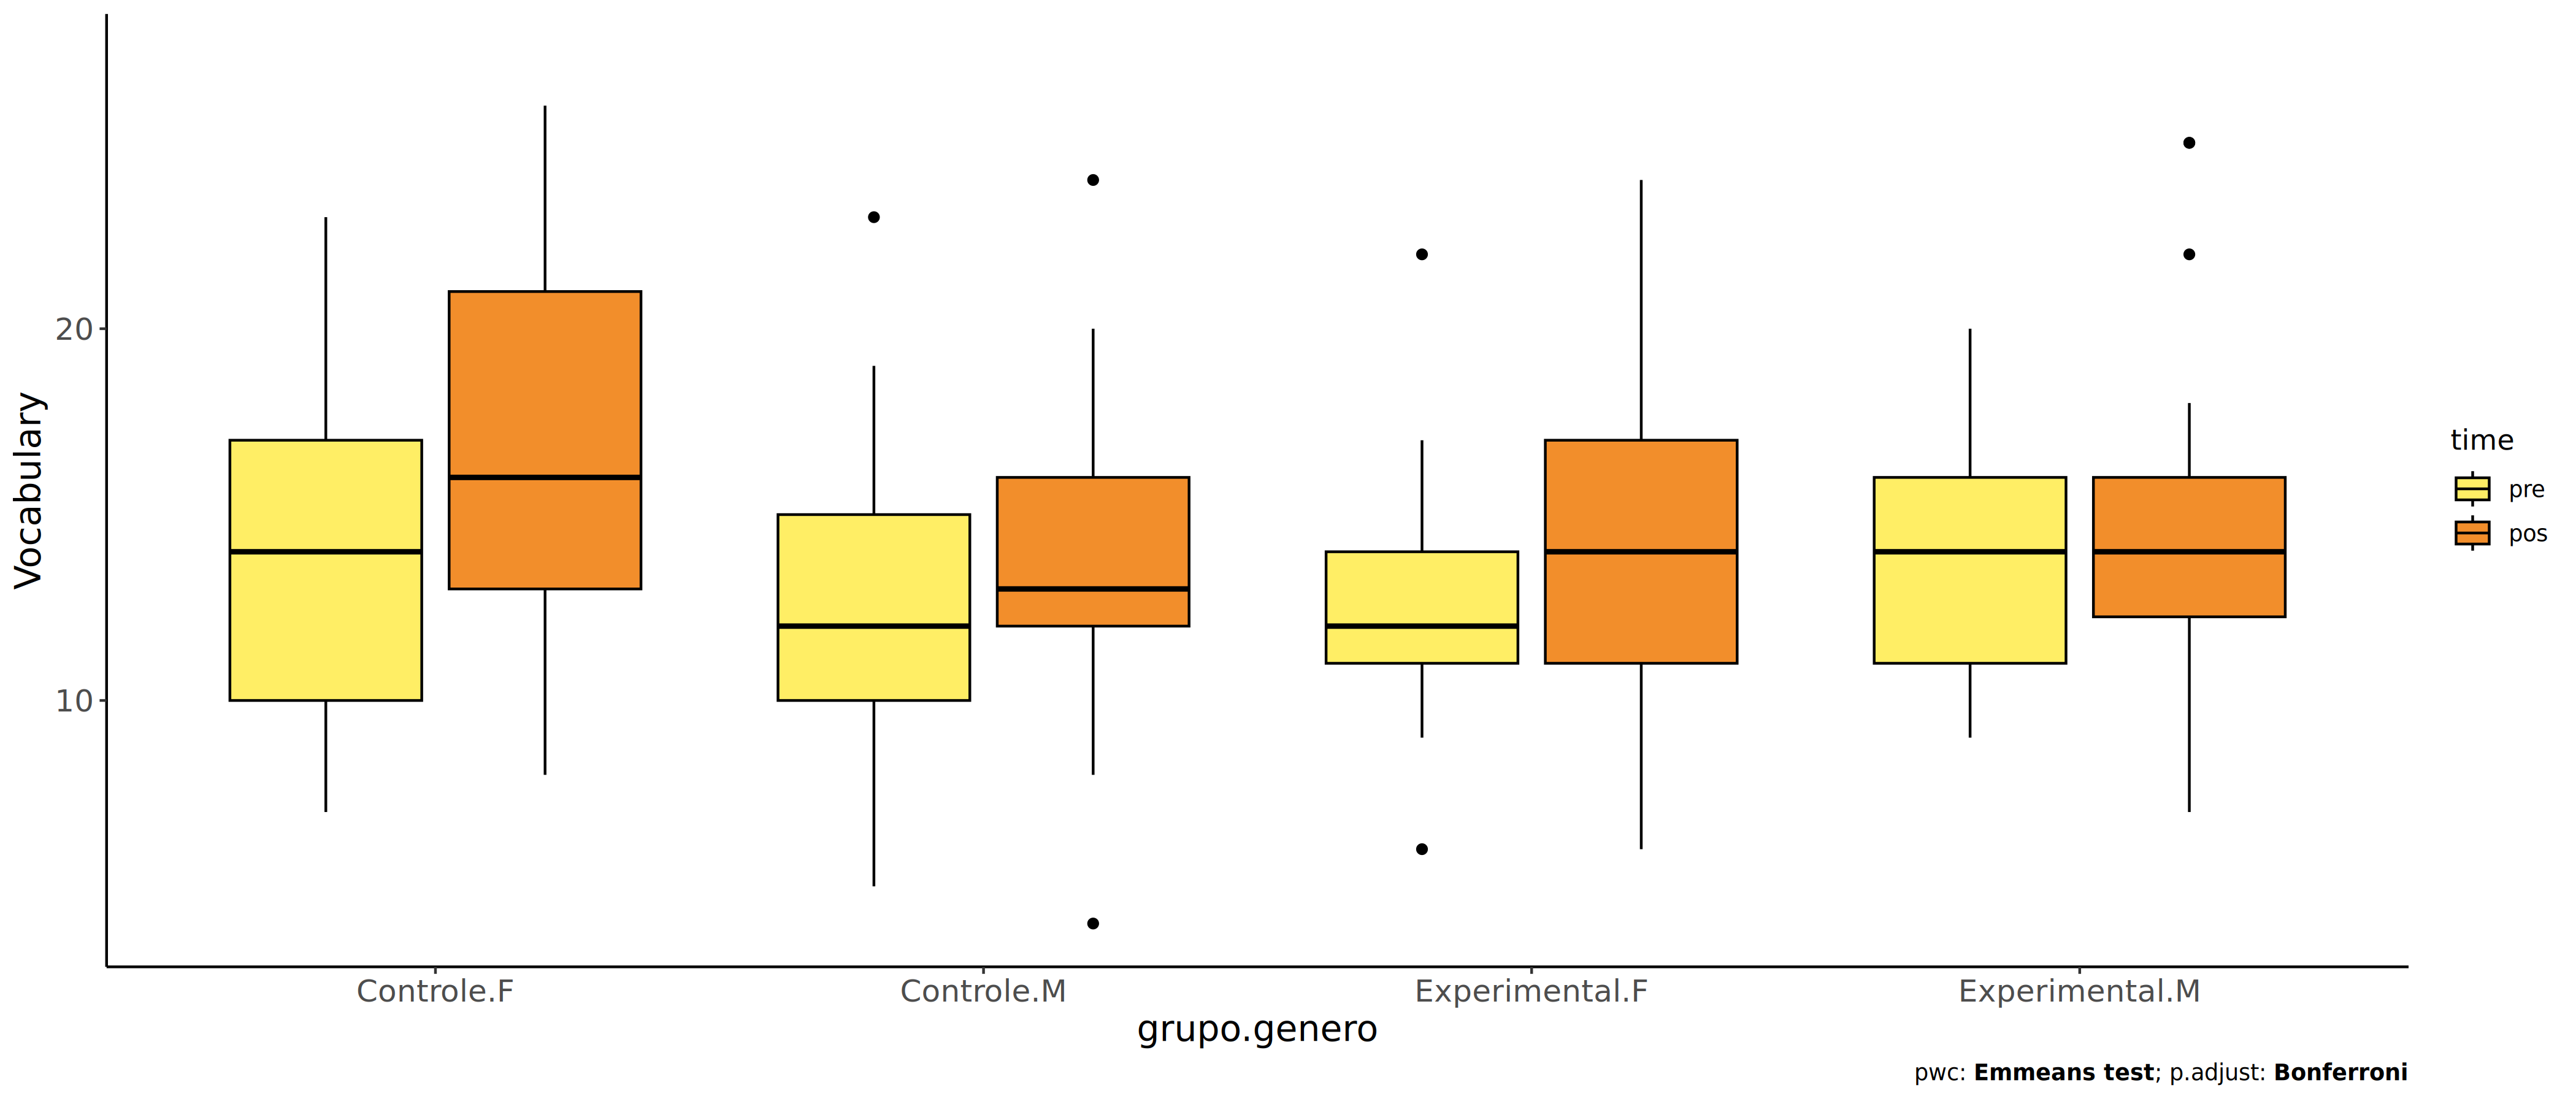 Vocabulary
20
10
Controle.F
Controle.M
Experimental.F
Experimental.M
grupo.genero
time
pre
pos
pwc: Emmeans test; p.adjust: Bonferroni